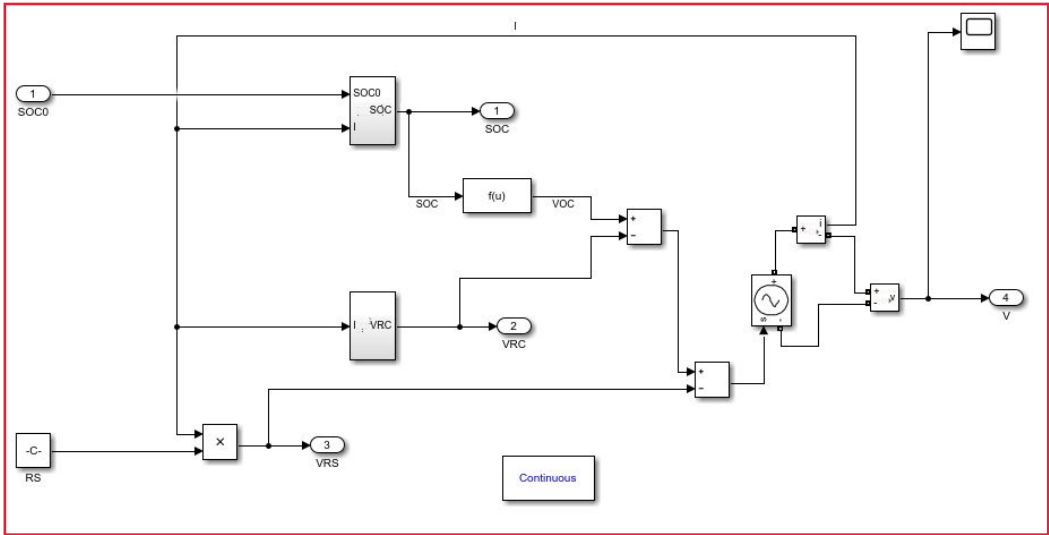 I
1
SOC0
SOC0
SOC
I
1
SOC
SOC
f(u)
VOC
+
−
+
i
+
-
+
s
-
+
-
v
4
V
I
VRC
2
VRC
+
−
-C-
RS
×
3
VRS
Continuous